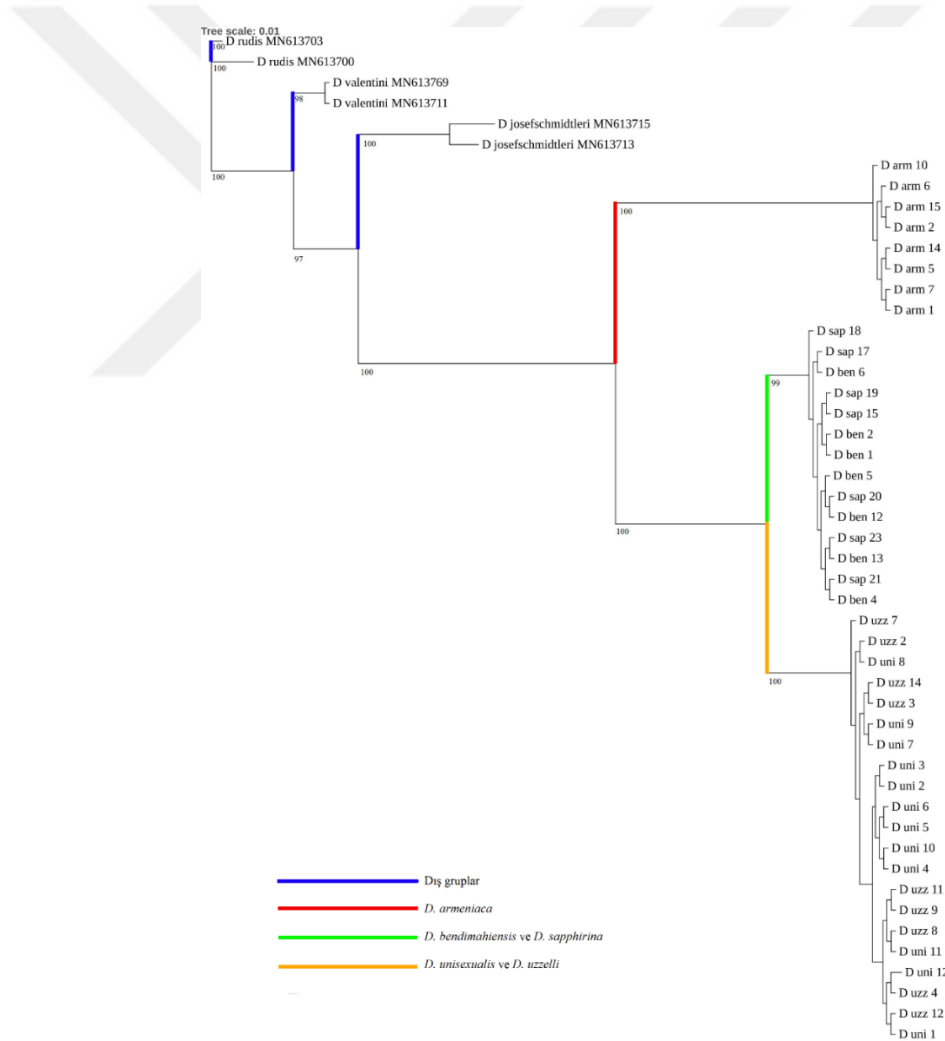 Tree scale: 0.01
D rudis MN613703
100
100
D rudis MN613700
D valentini MN613769
98
D valentini MN613711
D josefschmidtleri MN613715
100
D josefschmidtleri MN613713
D arm 10
100
D arm 6
D arm 15
100
D arm 2
D arm 14
97
D arm 5
D arm 7
D arm 1
D sap 18
D sap 17
100
D ben 6
99
D sap 19
D sap 15
D ben 2
D ben 1
D ben 5
D sap 20
D ben 12
100
D sap 23
D ben 13
D sap 21
D ben 4
D uzz 7
D uzz 2
D uni 8
100
D uzz 14
D uzz 3
D uni 9
D uni 7
D uni 3
D uni 2
D uni 6
D uni 5
D uni 10
D uni 4
Dış gruplar
D uzz 11
D. armeniaca
D uzz 9
D uzz 8
D. bendimahiensis ve D. sapphirina
D uni 11
D. unisexualis ve D. uzzelli
D uni 12
D uzz 4
D uzz 12
D uni 1